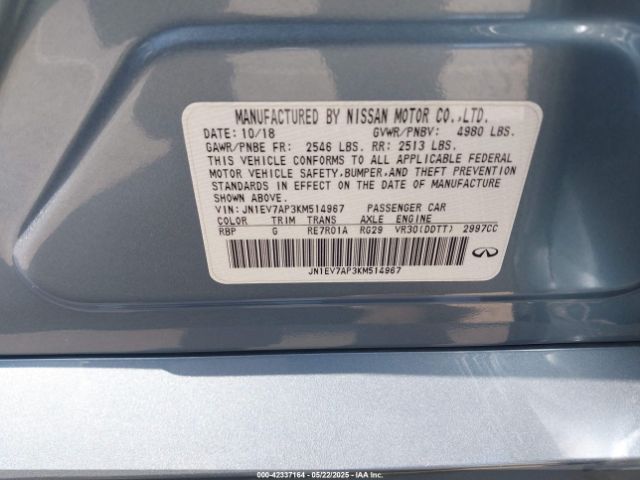 MANUFACTURED BY NISSAN MOTOR CO.,LTD.
DATE: 10/18 GVWR/PNBV: 4980 LBS.
GAWR/PNBE FR: 2546 LBS. RR: 2513 LBS.
THIS VEHICLE CONFORMS TO ALL APPLICABLE FEDERAL
MOTOR VEHICLE SAFETY,BUMPER,AND THEFT PREVENTION
STANDARDS IN EFFECT ON THE DATE OF MANUFACTURE
SHOWN ABOVE.
VIN: JN1EV7AP3KM514967 PASSENGER CAR
COLOR TRIM TRANS AXLE ENGINE
RBP G RE7R01A RG29 VR30(DDTT) 2997CC
JN1EV7AP3KM514967
000-42337164 - 05/22/2025 - IAA Inc.